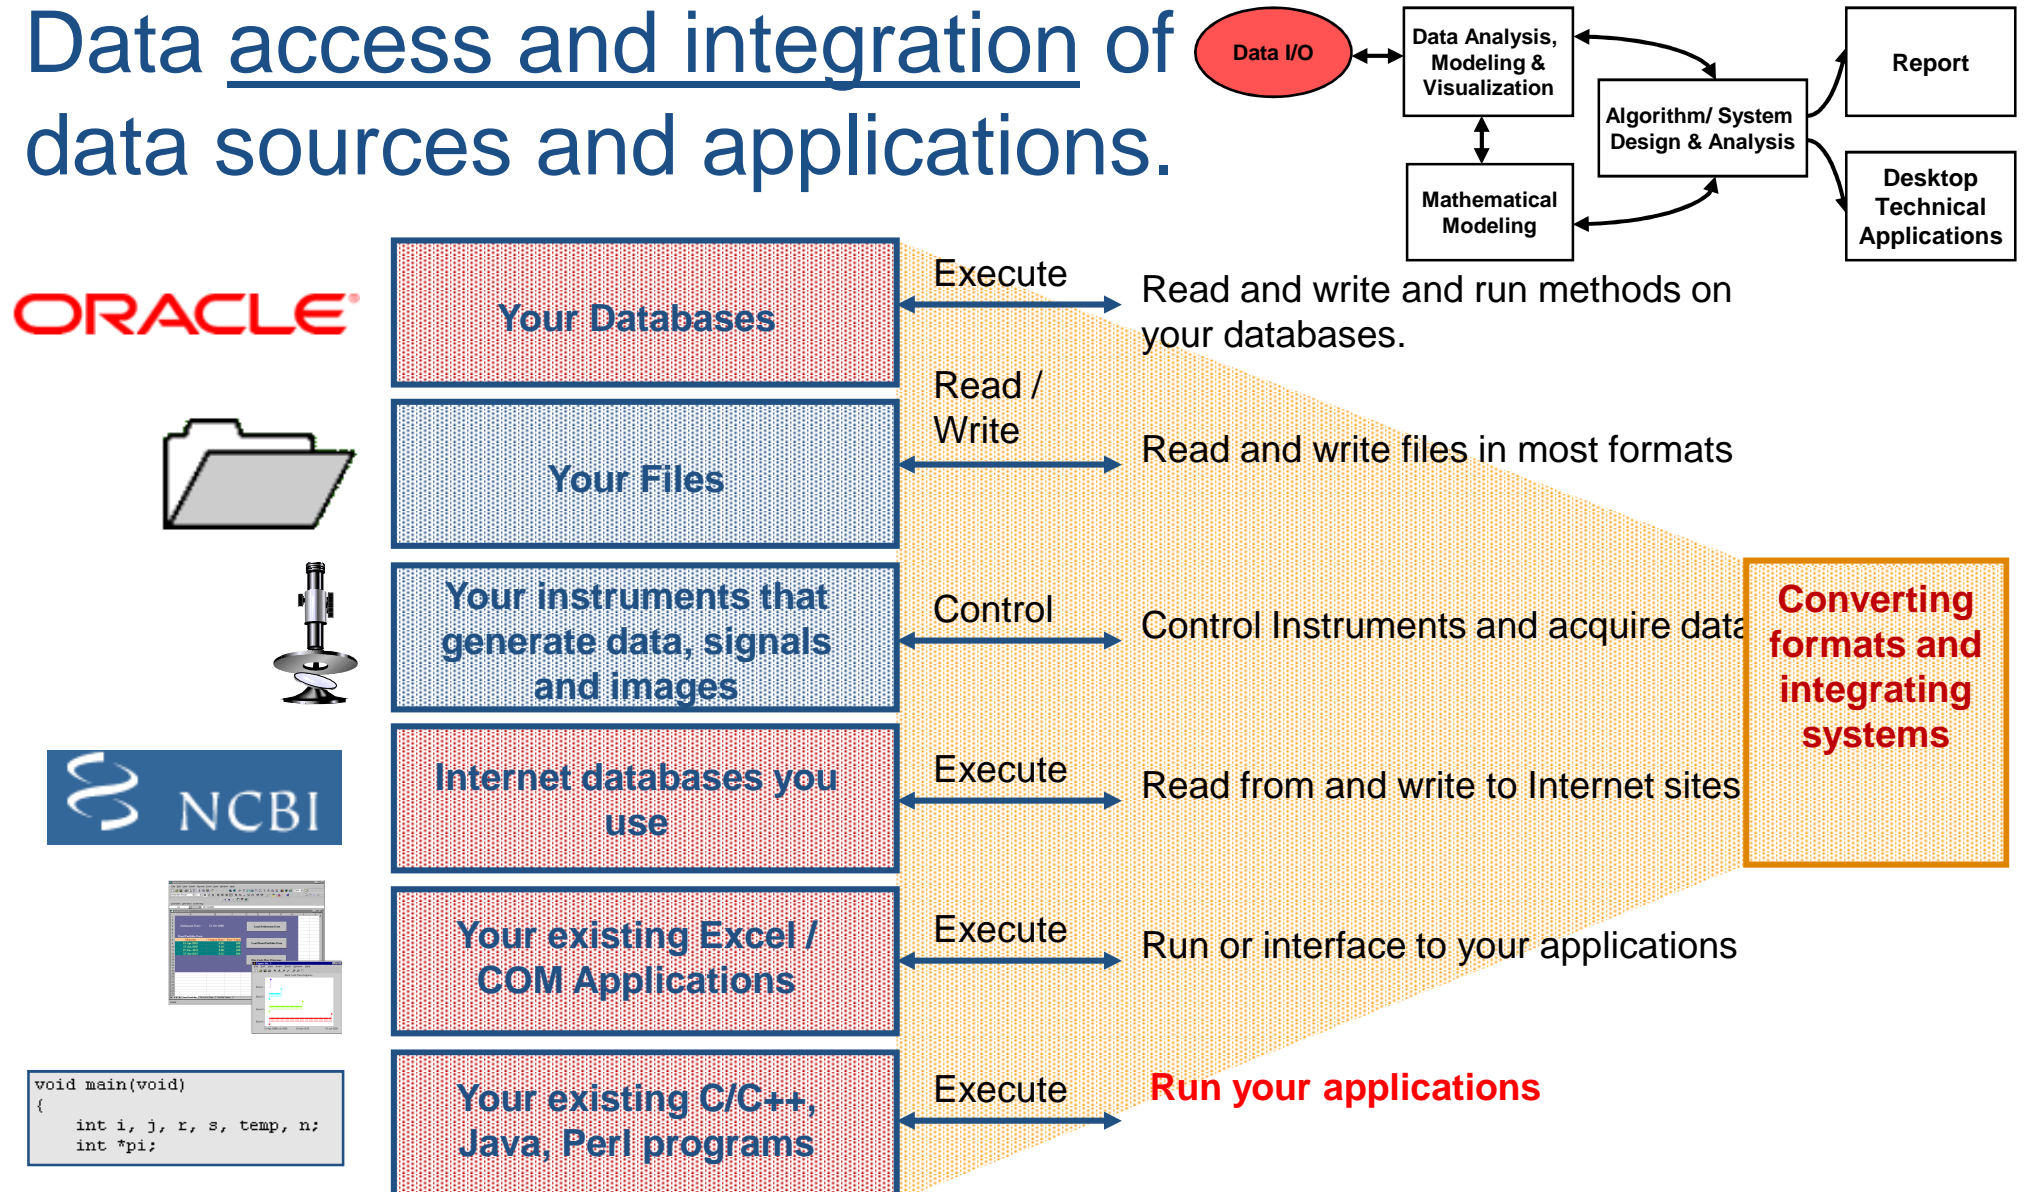 Data access and integration of
data sources and applications.
Data I/O
Data Analysis,
Modeling &
Visualization
Mathematical
Modeling
Algorithm/ System
Design & Analysis
Report
Desktop
Technical
Applications
ORACLE
Your Databases
Execute
Read and write and run methods on
your databases.
Your Files
Read /
Write
Read and write files in most formats
Your instruments that
generate data, signals
and images
Control
Control Instruments and acquire data
NCBI
Internet databases you
use
Execute
Read from and write to Internet sites
Your existing Excel /
COM Applications
Execute
Run or interface to your applications
void main(void)
{
int i, j, r, s, temp, n;
int *pi;
Your existing C/C++,
Java, Perl programs
Execute
Run your applications
Converting
formats and
integrating
systems